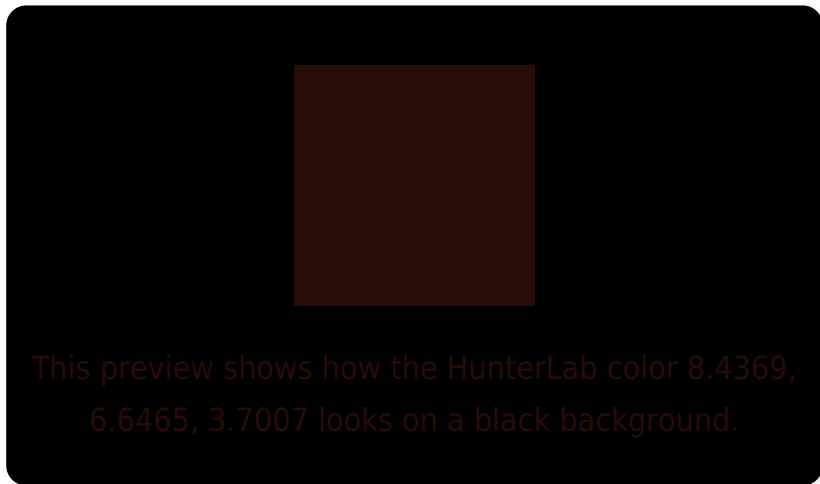 This preview shows how the HunterLab color 8.4369,
6.6465, 3.7007 looks on a black background.